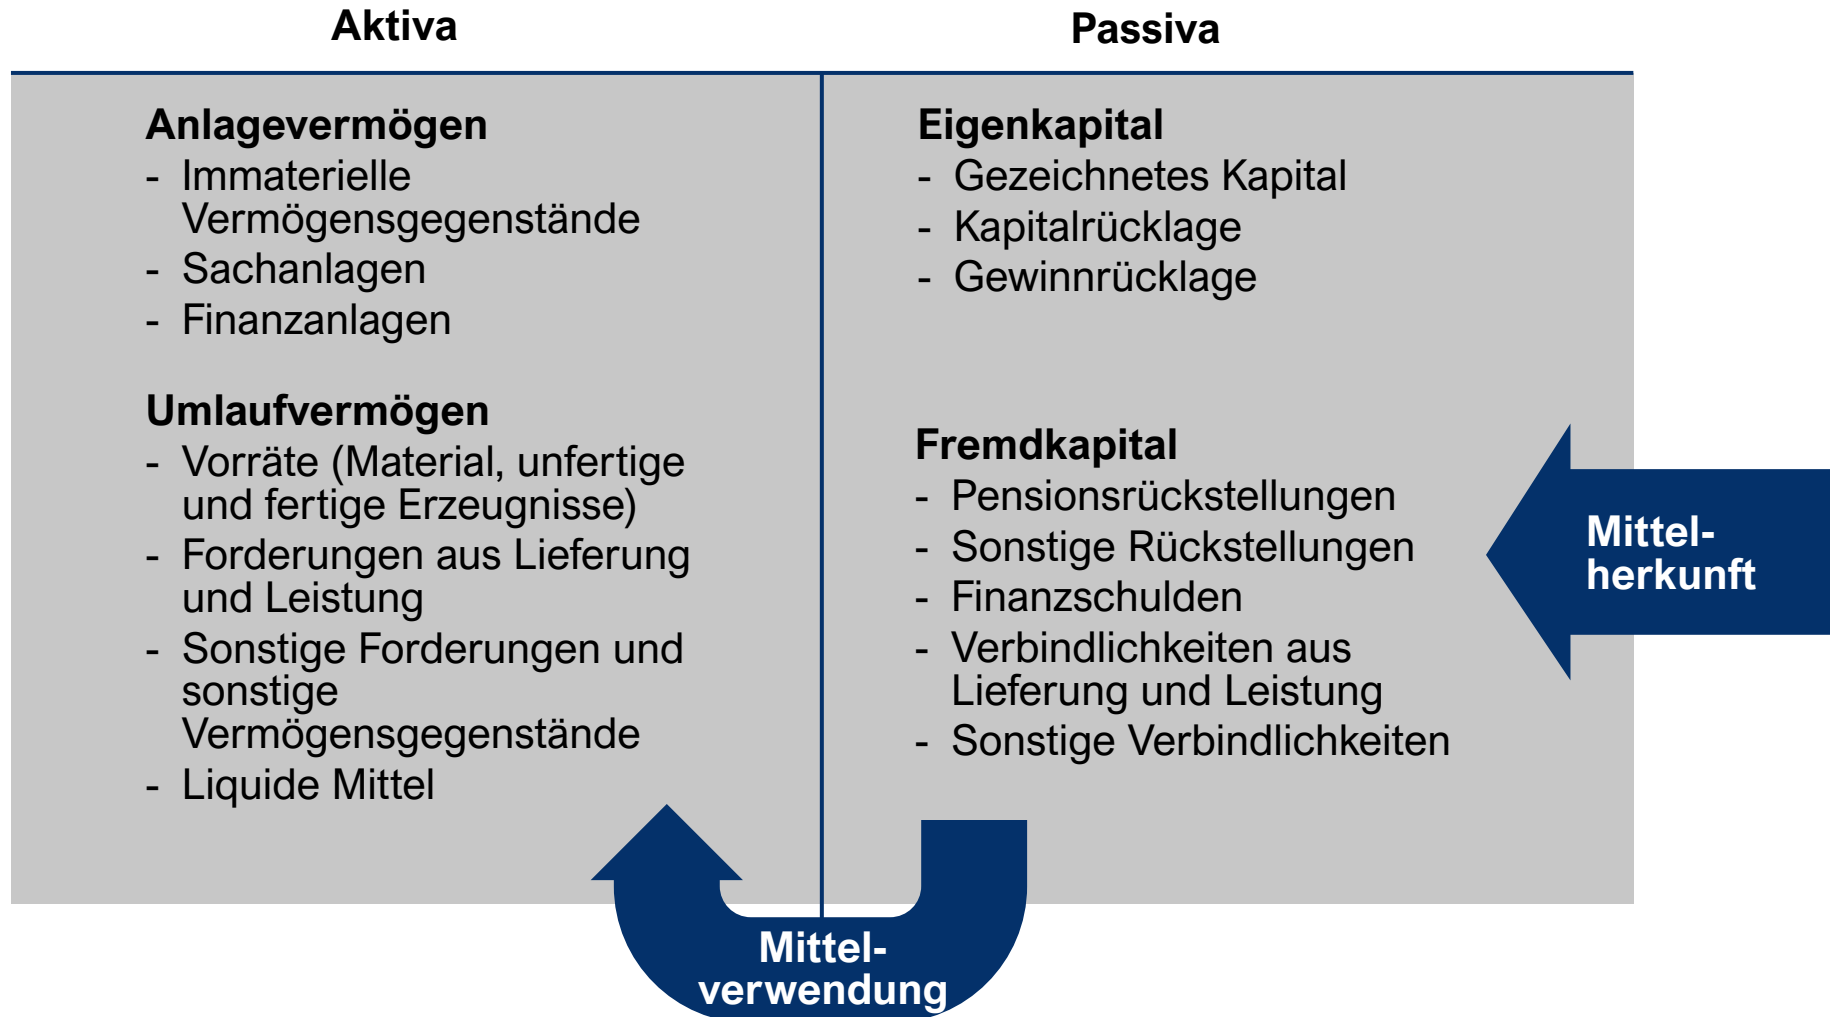 Aktiva
Passiva
Anlagevermögen
- Immaterielle
Vermögensgegenstände
- Sachanlagen
- Finanzanlagen
Umlaufvermögen
- Vorräte (Material, unfertige
und fertige Erzeugnisse)
- Forderungen aus Lieferung
und Leistung
- Sonstige Forderungen und
sonstige
Vermögensgegenstände
- Liquide Mittel
Eigenkapital
- Gezeichnetes Kapital
- Kapitalrücklage
- Gewinnrücklage
Fremdkapital
- Pensionsrückstellungen
- Sonstige Rückstellungen
- Finanzschulden
- Verbindlichkeiten aus
Lieferung und Leistung
- Sonstige Verbindlichkeiten
Mittel-
herkunft
Mittel-
verwendung